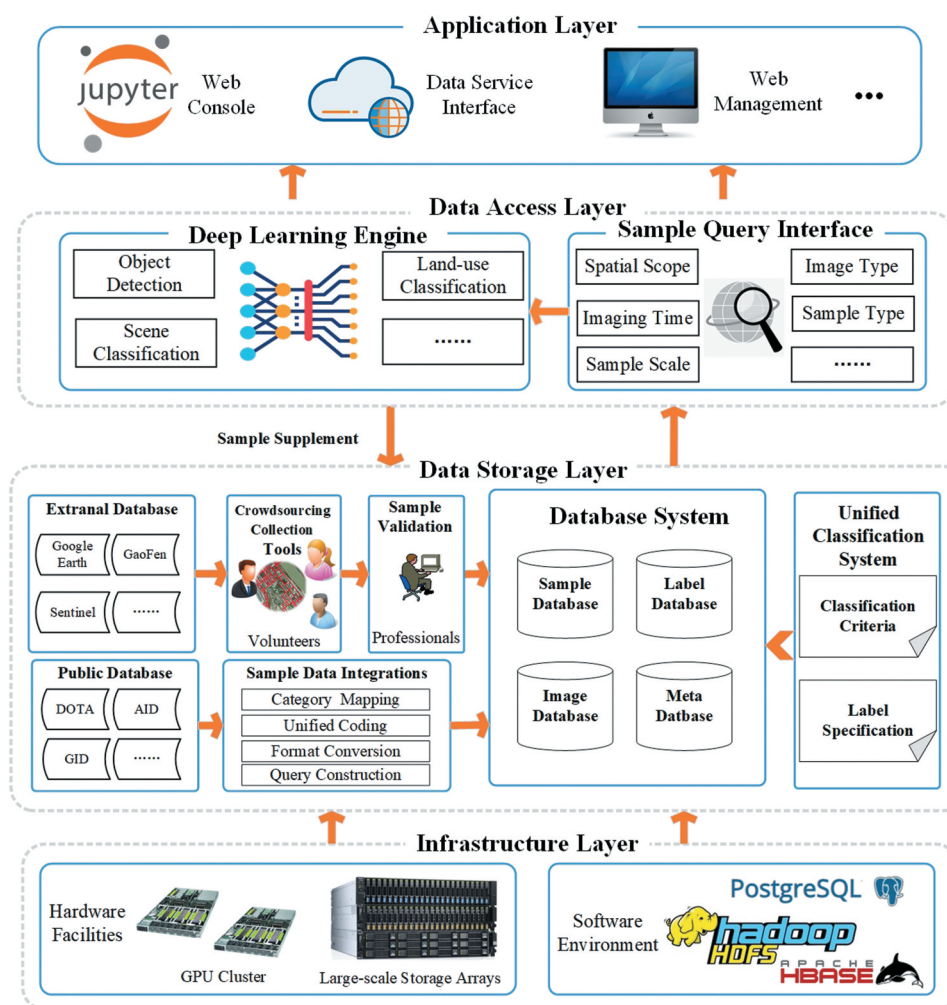 Application Layer
jupyter
Web
Console
Data Service
Interface
Web
Management
...
Data Access Layer
Deep Learning Engine
Object
Detection
Scene
Classification
Land-use
Classification
......
Sample Query Interface
Spatial Scope
Imaging Time
Sample Scale
Image Type
Sample Type
......
Sample Supplement
Data Storage Layer
Extranal Database
Google
Earth
GaoFen
Sentinel
......
Crowdsourcing
Collection
Tools
Volunteers
Sample
Validation
Professionals
Public Database
DOTA
AID
GID
......
Sample Data Integrations
Category Mapping
Unified Coding
Format Conversion
Query Construction
Database System
Sample
Database
Label
Database
Image
Database
Meta
Datbase
Unified
Classification
System
Classification
Criteria
Label
Specification
Infrastructure Layer
Hardware
Facilities
GPU Cluster
Large-scale Storage Arrays
Software
Environment
PostgreSQL
hadoop
HDFS
APACHE
HBASE